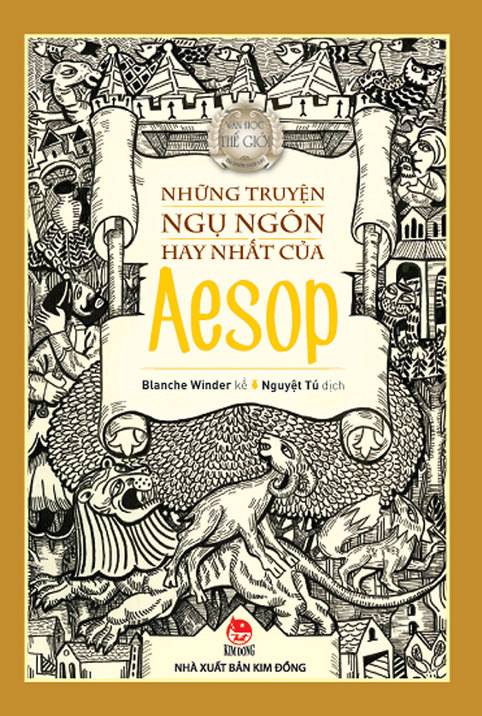 VĂN HỌC
THẾ GIỚI
NHỮNG TRUYỆN
NGỤ NGÔN
HAY NHẤT CỦA
Aesop
Blanche Winder kể Nguyệt Tú dịch
KIM ĐỒNG
NHÀ XUẤT BẢN KIM ĐỒNG